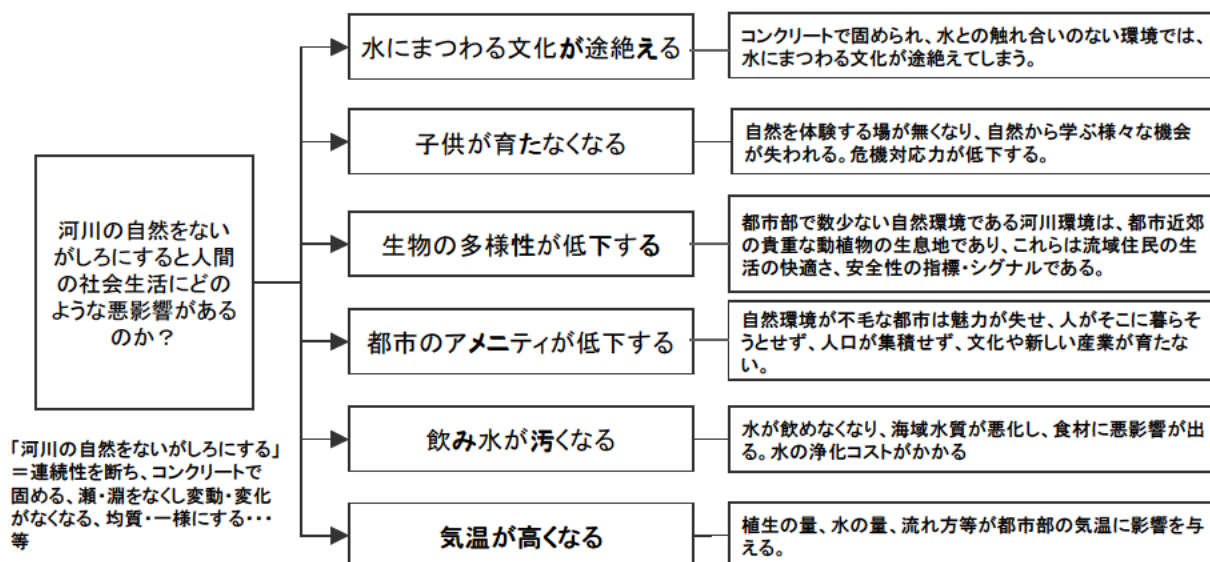 河川の自然をない
がしろにすると人間
の社会生活にどの
ような悪影響がある
のか?
「河川の自然をないがしろにする」
=連続性を断ち、コンクリートで
固める、瀬・淵をなくし変動・変化
がなくなる、均質・一様にする・・・
等
水にまつわる文化が途絶える
コンクリートで固められ、水との触れ合いのない環境では、
水にまつわる文化が途絶えてしまう。
子供が育たなくなる
自然を体験する場が無くなり、自然から学ぶ様々な機会
が失われる。危機対応力が低下する。
生物の多様性が低下する
都市部で数少ない自然環境である河川環境は、都市近郊
の貴重な動植物の生息地であり、これらは流域住民の生
活の快適さ、安全性の指標・シグナルである。
都市のアメニティが低下する
自然環境が不毛な都市は魅力が失せ、人がそこに暮らそ
うとせず、人口が集積せず、文化や新しい産業が育たな
い。
飲み水が汚くなる
水が飲めなくなり、海域水質が悪化し、食材に悪影響が出
る。水の浄化コストがかかる
気温が高くなる
植生の量、水の量、流れ方等が都市部の気温に影響を与
える。